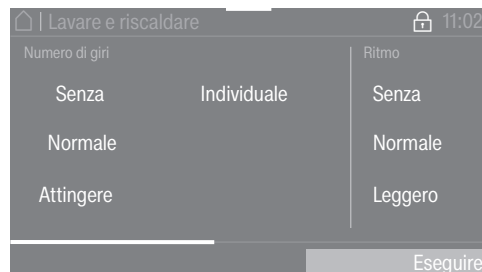 Lavare e riscaldare 11:02
Numero di giri
Ritmo
Senza Individuale Senza
Normale Normale
Attingere Leggero
Eseguire